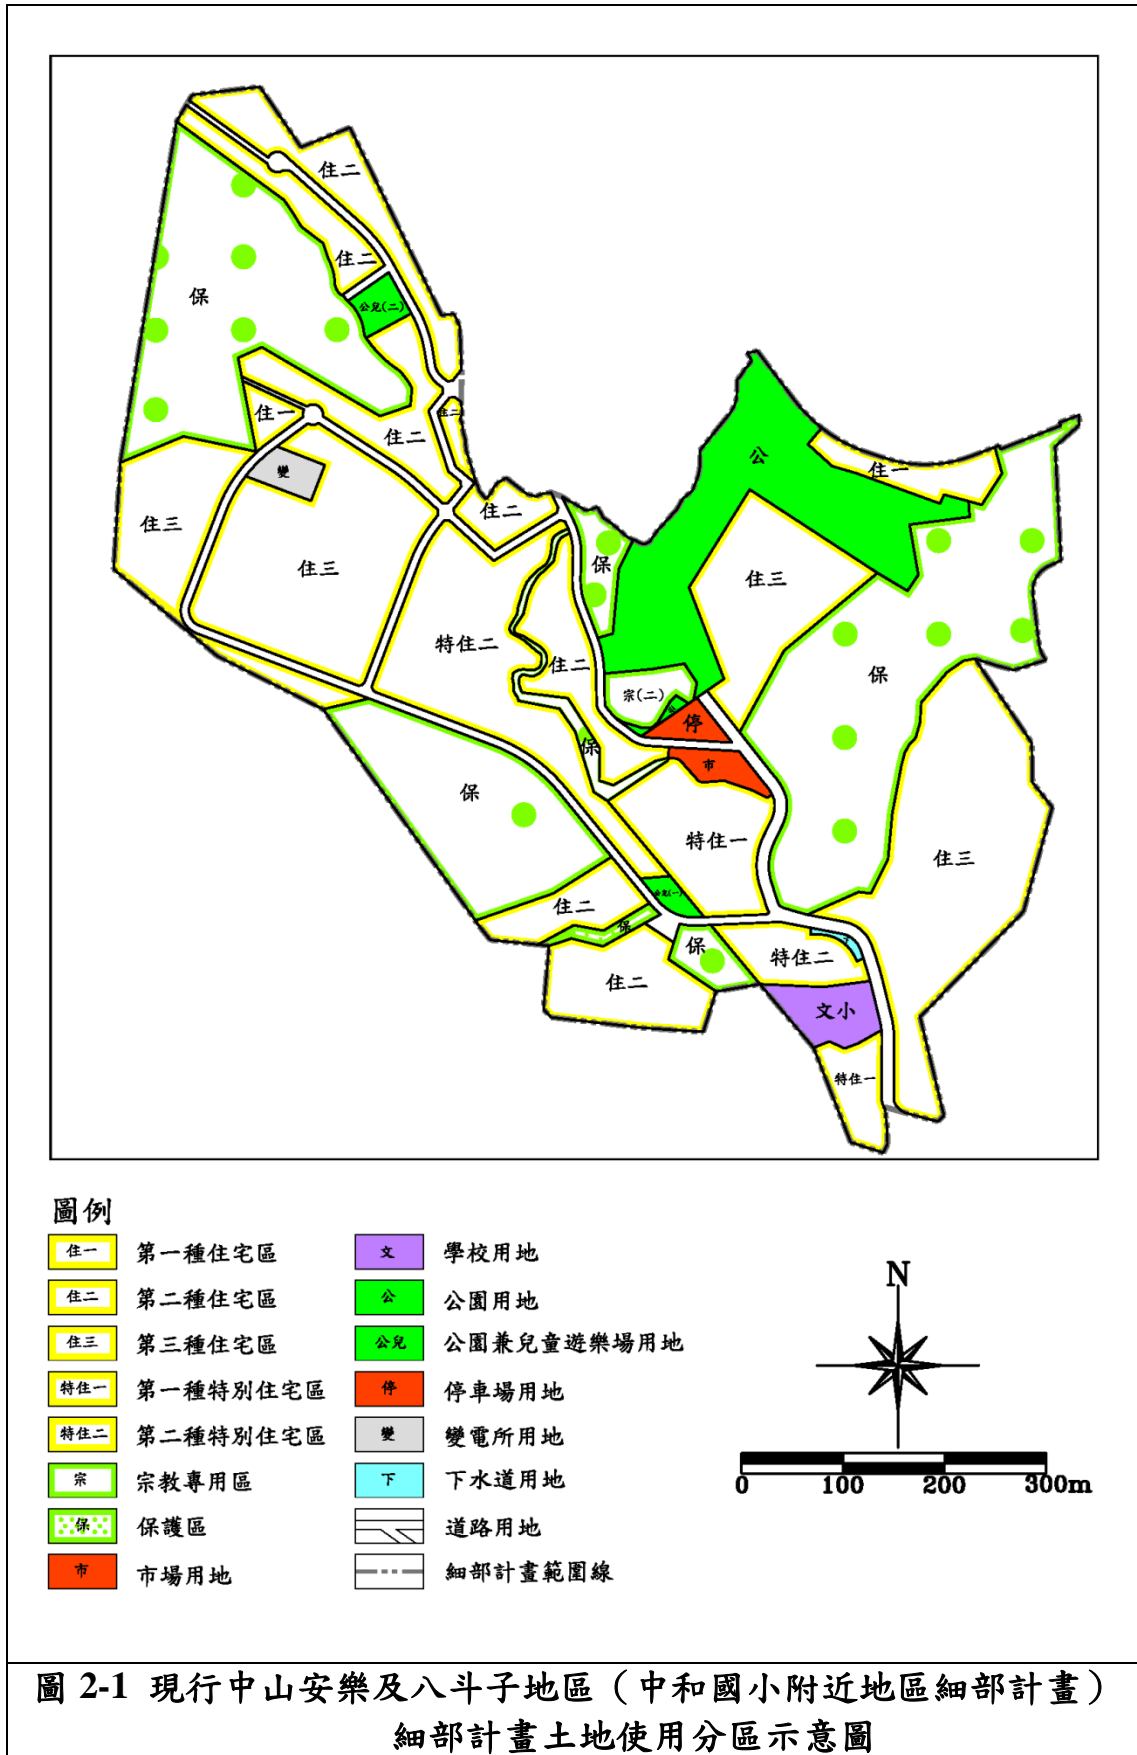 住二
住二
公兒(二)
保
住一
住二
住二
變
公
住一
住三
住二
住三
保
住三
特住二
住二
宗(二)
保
公
停
保
市
保
特住一
住三
公兒(一)
住二
保
保
特住二
下
住二
文小
特住一
圖例
住一 第一種住宅區 文 學校用地
住二 第二種住宅區 公 公園用地
住三 第三種住宅區 公兒 公園兼兒童遊樂場用地
特住一 第一種特別住宅區 停 停車場用地
特住二 第二種特別住宅區 變 變電所用地
宗 宗教專用區 下 下水道用地
保 保護區 道路用地
市 市場用地 細部計畫範圍線
N
0 100 200 300m
圖 2-1 現行中山安樂及八斗子地區（中和國小附近地區細部計畫）
細部計畫土地使用分區示意圖